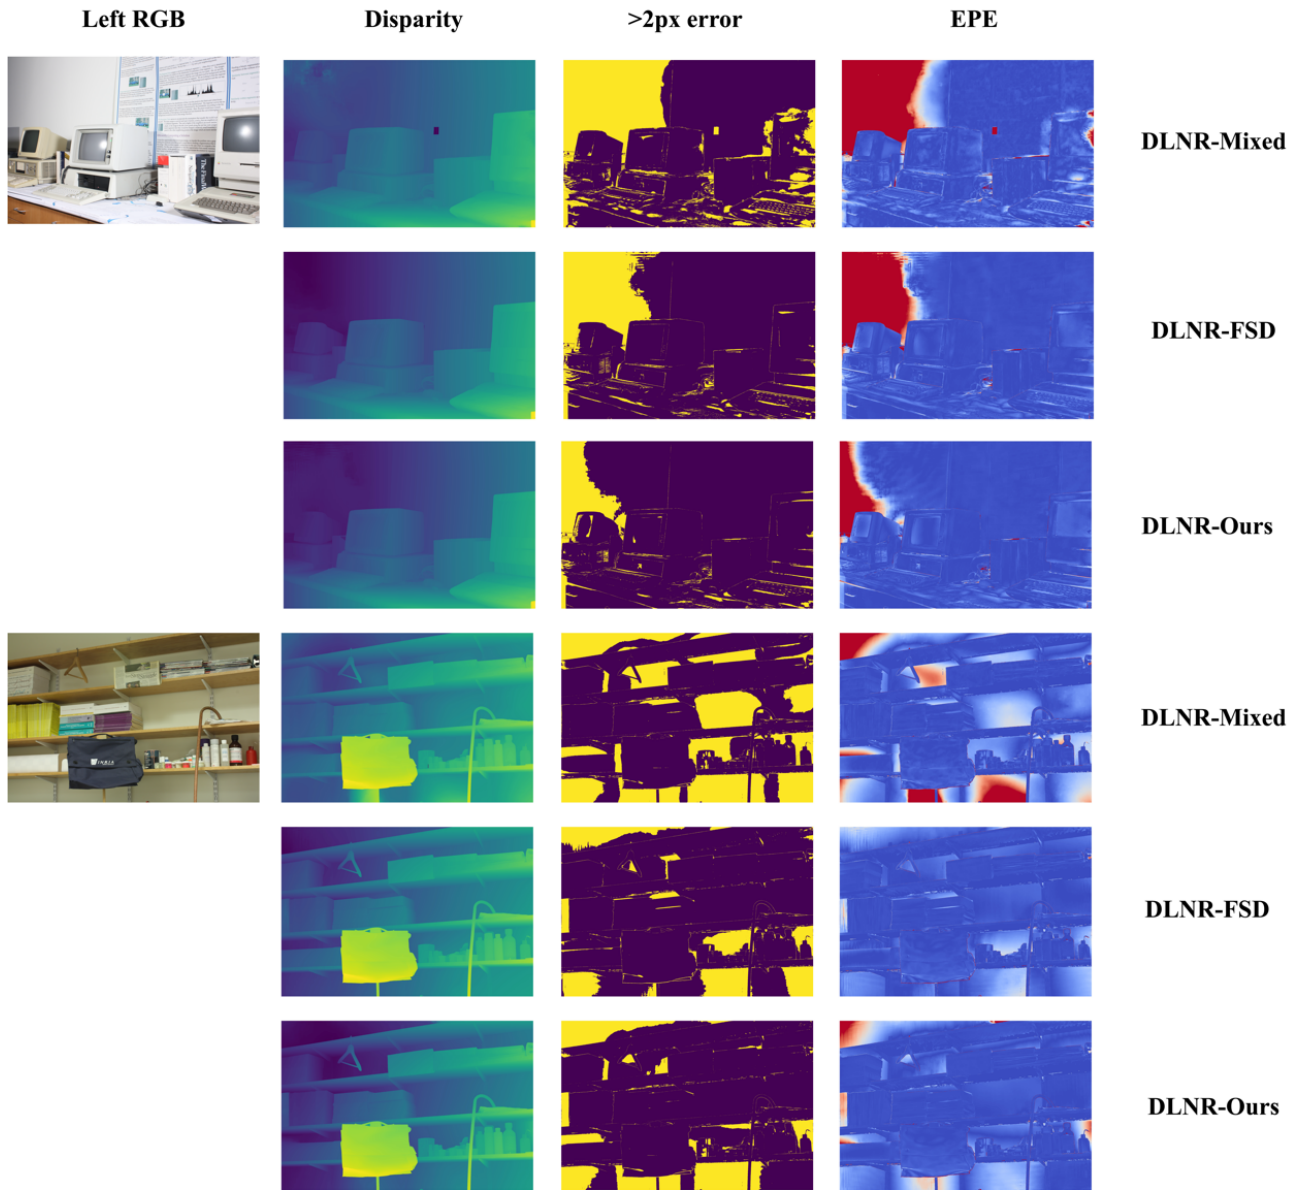 Left RGB
Disparity
>2px error
EPE
DLNR-Mixed
DLNR-FSD
DLNR-Ours
DLNR-Mixed
DLNR-FSD
DLNR-Ours